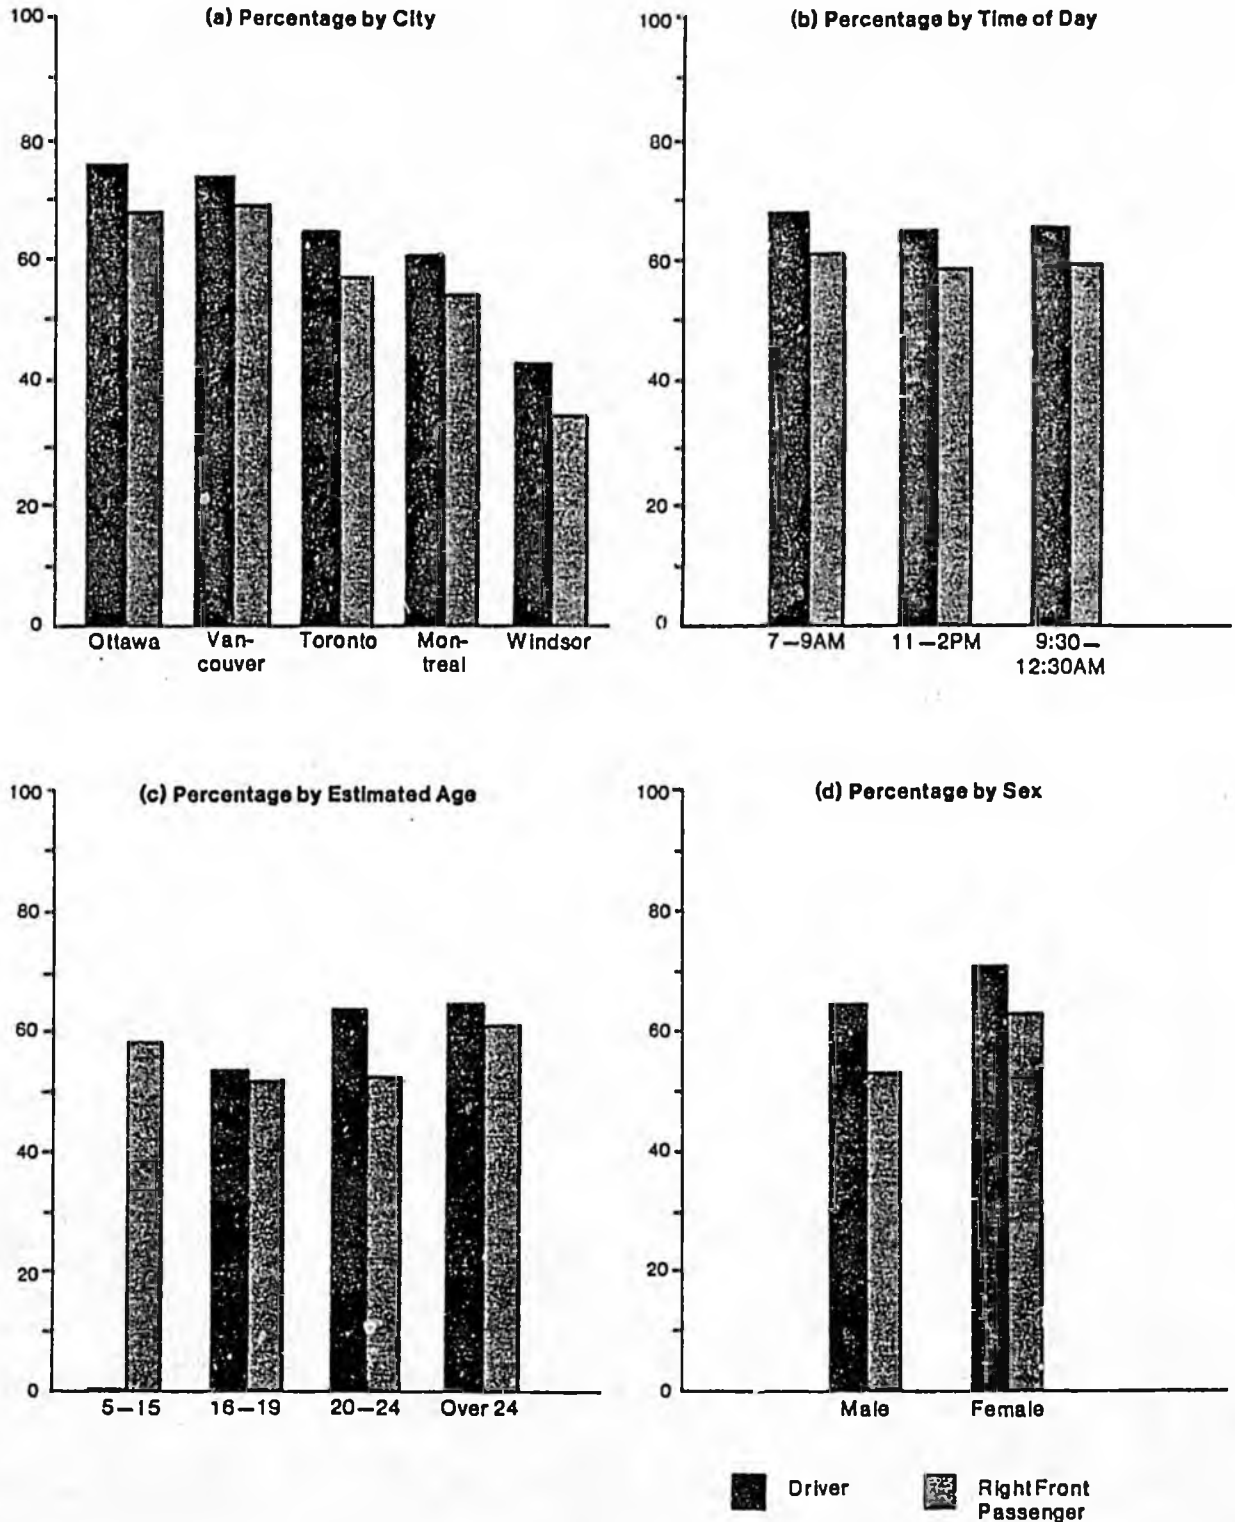 (a) Percentage by City
100
80
60
40
20
0
Ottawa
Van-
couver
Toronto
Mon-
treal
Windsor
(b) Percentage by Time of Day
100
80
60
40
20
0
7–9AM
11–2PM
9:30–
12:30AM
(c) Percentage by Estimated Age
100
80
60
40
20
0
5–15
16–19
20–24
Over 24
(d) Percentage by Sex
100
80
60
40
20
0
Male
Female
Driver
Right Front
Passenger